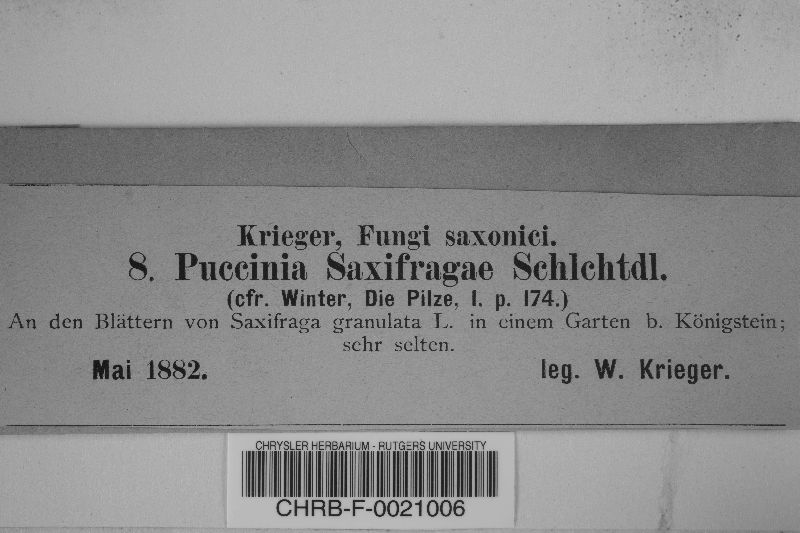 Krieger, Fungi saxonici.
8. Puccinia Saxifragae Schlchtdl.
(cfr. Winter, Die Pilze, I. p. 174.)
An den Blättern von Saxifraga granulata L. in einem Garten b. Königstein;
sehr selten.
Mai 1882. leg. W. Krieger.
CHRYSLER HERBARIUM - RUTGERS UNIVERSITY
CHRB-F-0021006